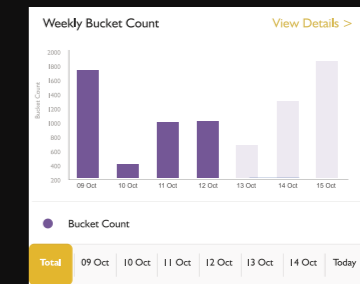 Weekly Bucket Count View Details >
Bucket Count
2000
1800
1600
1400
1200
1000
800
600
400
200
09 Oct 10 Oct 11 Oct 12 Oct 13 Oct 14 Oct 15 Oct
Bucket Count
Total 09 Oct 10 Oct 11 Oct 12 Oct 13 Oct 14 Oct Today